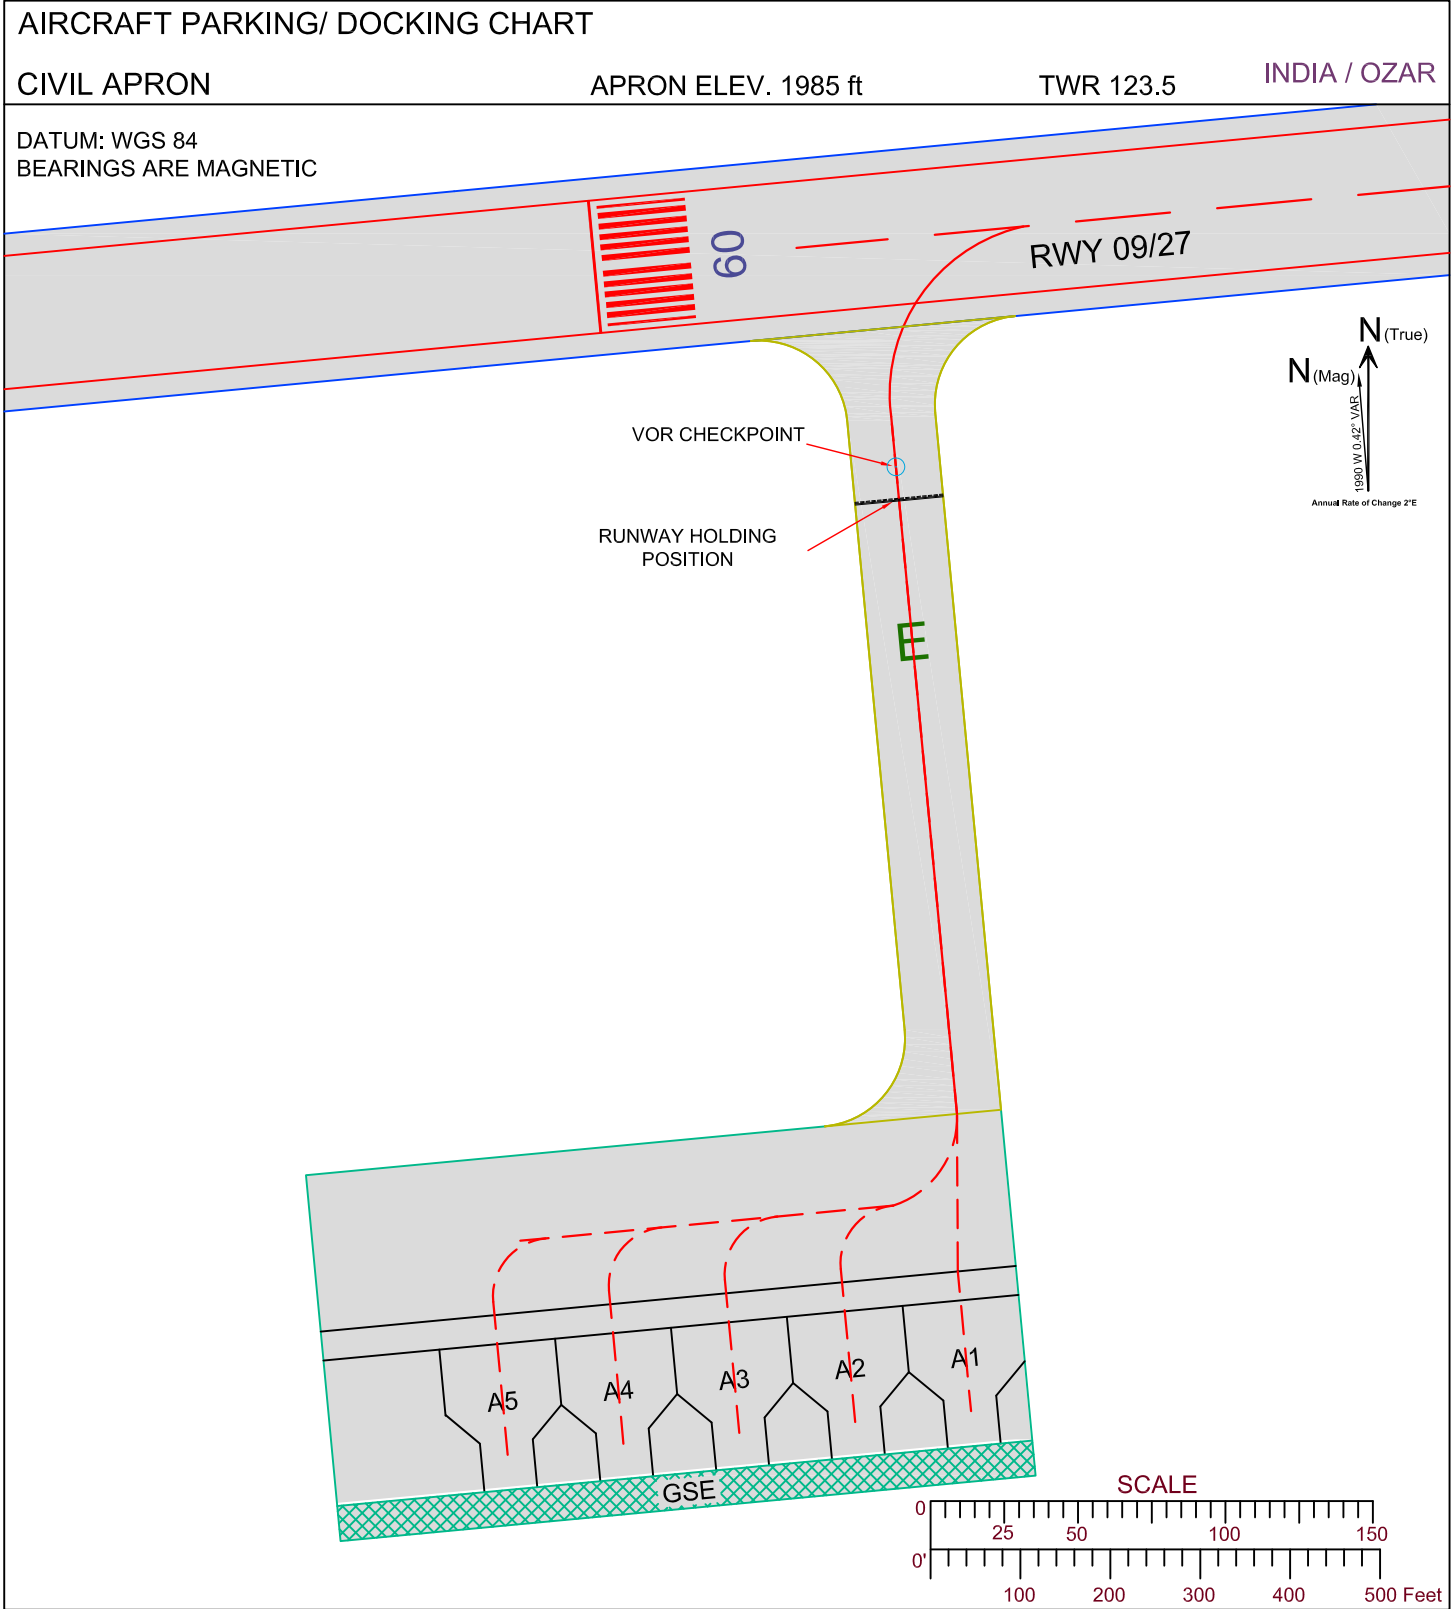 AIRCRAFT PARKING/ DOCKING CHART
CIVIL APRON
APRON ELEV. 1985 ft
TWR 123.5
INDIA / OZAR
DATUM: WGS 84
BEARINGS ARE MAGNETIC
09
RWY 09/27
N (True)
N (Mag)
1990 W 0.42° VAR
Annual Rate of Change 2"E
VOR CHECKPOINT
RUNWAY HOLDING
POSITION
E
A5
A4
A3
A2
A1
GSE
SCALE
0
25
50
100
150
0'
100
200
300
400
500 Feet